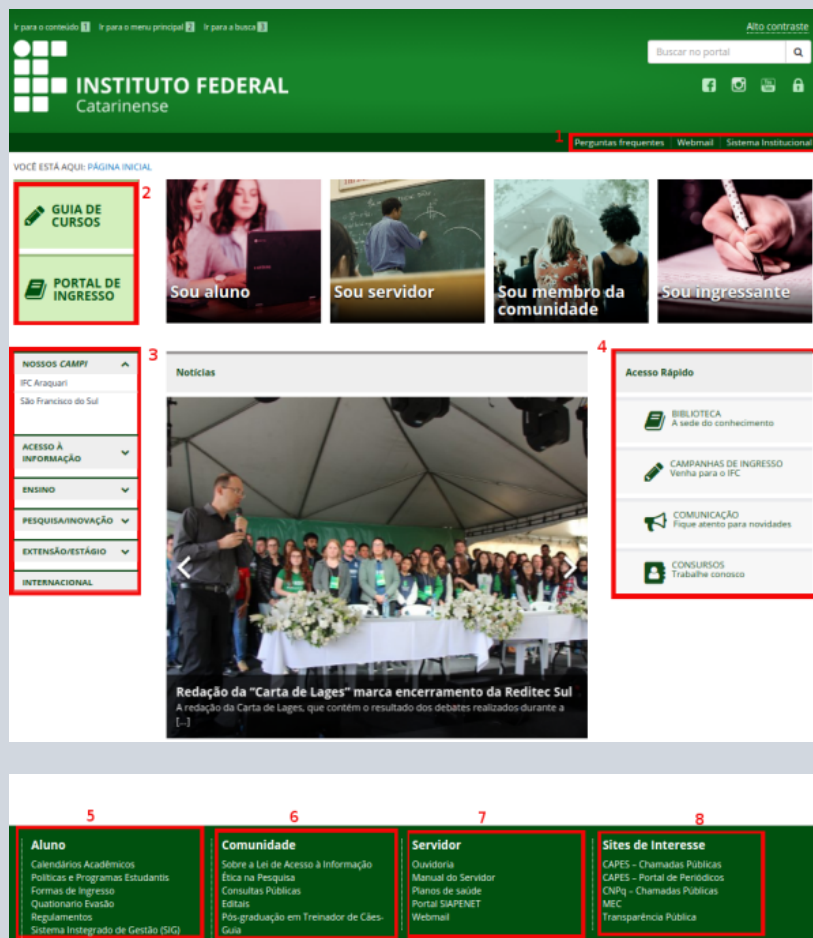 Ir para o conteúdo 1 Ir para o menu principal 2 Ir para a busca 3
Alto contraste
Buscar no portal
INSTITUTO FEDERAL
Catarinense
1
Perguntas frequentes Webmail Sistema Institucional
VOCÊ ESTÁ AQUI: PÁGINA INICIAL
2
GUIA DE
CURSOS
PORTAL DE
INGRESSO
Sou aluno
Sou servidor
Sou membro da
comunidade
Sou ingressante
3
NOSSOS CAMPI
IFC Araquari
São Francisco do Sul
ACESSO À
INFORMAÇÃO
ENSINO
PESQUISA/INOVAÇÃO
EXTENSÃO/ESTÁGIO
INTERNACIONAL
Notícias
Redação da “Carta de Lages” marca encerramento da Reditec Sul
A redação da Carta de Lages, que contém o resultado dos debates realizados durante a
[...]
4
Acesso Rápido
BIBLIOTECA
A sede do conhecimento
CAMPANHAS DE INGRESSO
Venha para o IFC
COMUNICAÇÃO
Fique atento para novidades
CONSURSOS
Trabalhe conosco
5
Aluno
Calendários Acadêmicos
Políticas e Programas Estudantis
Formas de Ingresso
Quationario Evasão
Regulamentos
Sistema Instegrado de Gestão (SIG)
6
Comunidade
Sobre a Lei de Acesso à Informação
Ética na Pesquisa
Consultas Públicas
Editais
Pós-graduação em Treinador de Cães-
Guia
7
Servidor
Ouvidoria
Manual do Servidor
Planos de saúde
Portal SIAPENET
Webmail
8
Sites de Interesse
CAPES – Chamadas Públicas
CAPES – Portal de Periódicos
CNPq – Chamadas Públicas
MEC
Transparência Pública